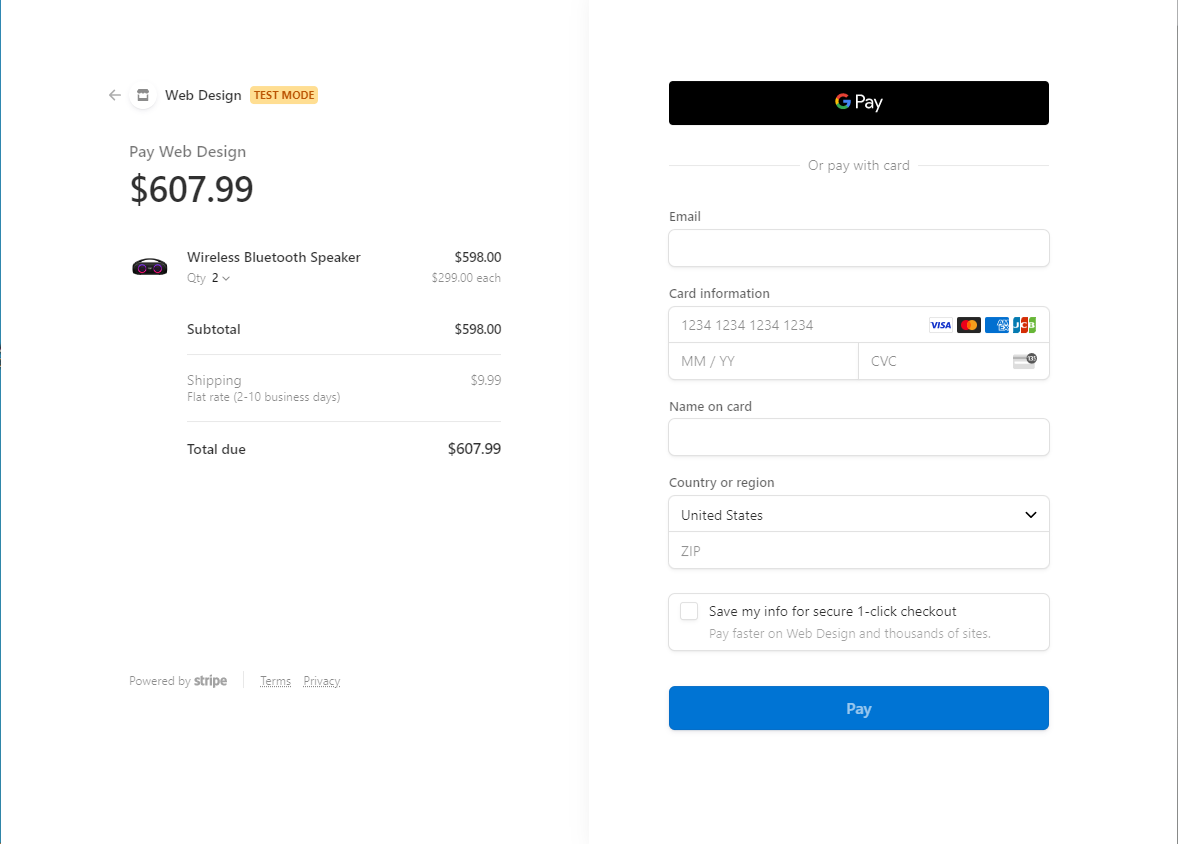 Web Design TEST MODE
Pay Web Design
$607.99
Wireless Bluetooth Speaker $598.00
Qty 2 $299.00 each
Subtotal $598.00
Shipping $9.99
Flat rate (2-10 business days)
Total due $607.99
Powered by stripe Terms Privacy
G Pay
Or pay with card
Email
Card information
1234 1234 1234 1234 VISA AMEX JCB
MM / YY CVC 135
Name on card
Country or region
United States
ZIP
Save my info for secure 1-click checkout
Pay faster on Web Design and thousands of sites.
Pay